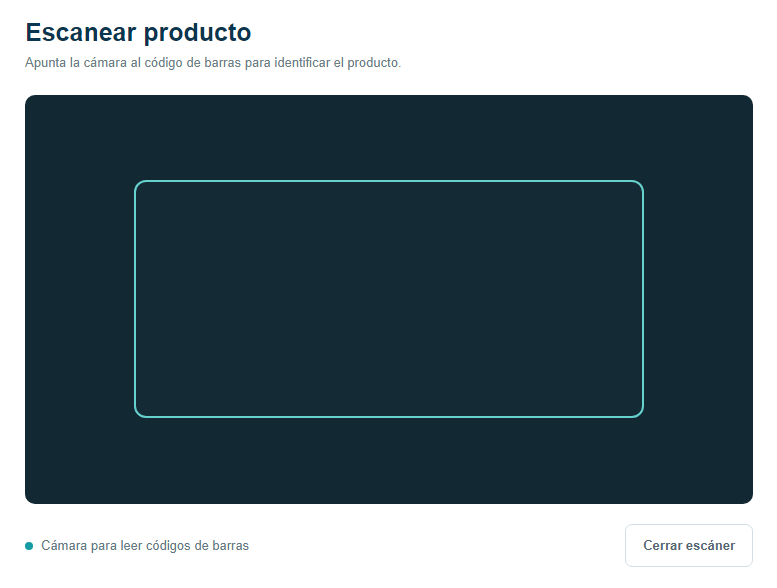 Escanear producto
Apunta la cámara al código de barras para identificar el producto.
Cámara para leer códigos de barras
Cerrar escáner